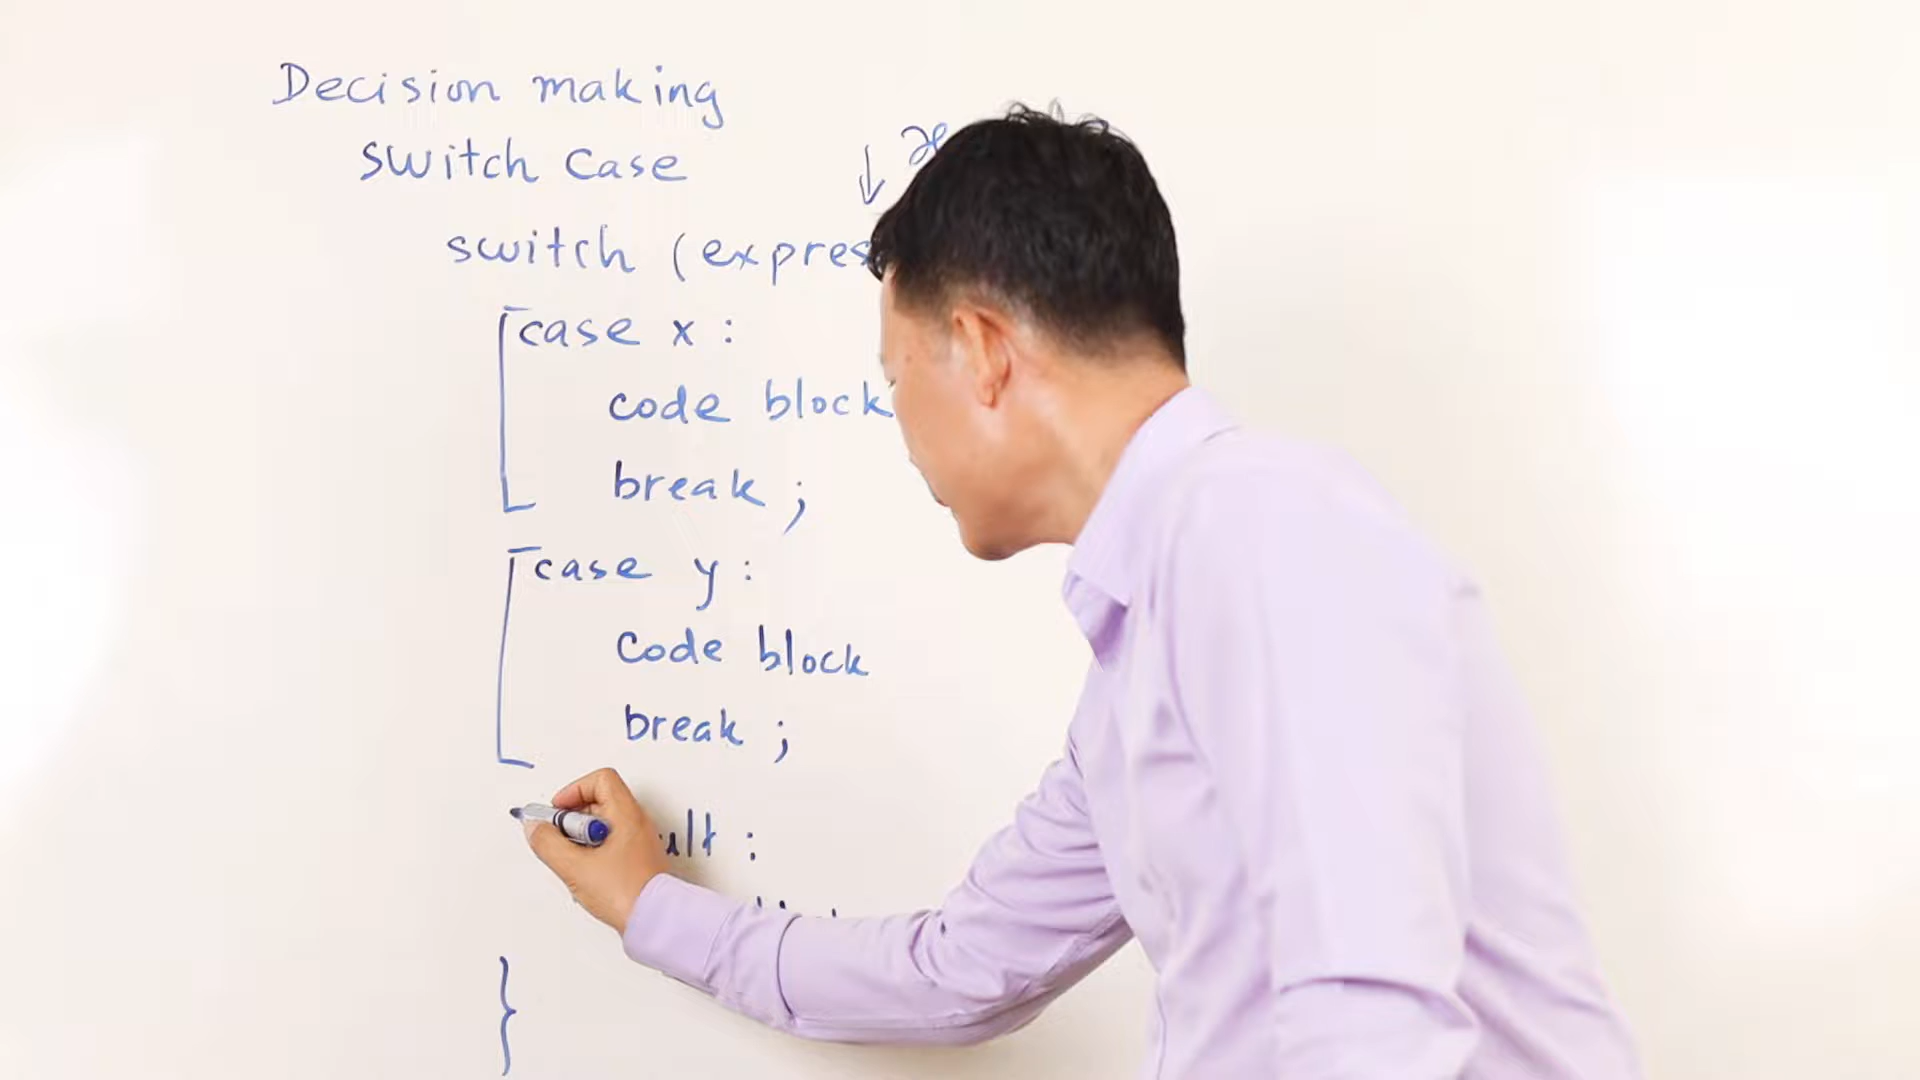 Decision making
switch case
switch (expres
case x :
code block
break ;
case y :
code block
break ;
ult :
}